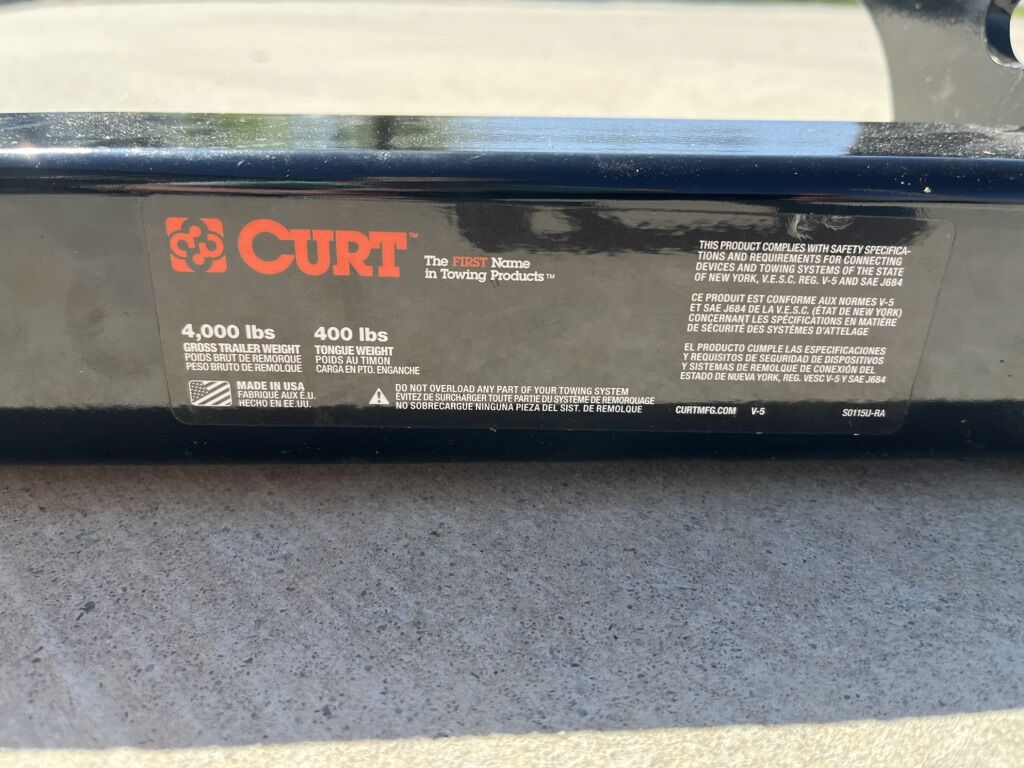 CURT™
The FIRST Name
in Towing Products™
4,000 lbs
GROSS TRAILER WEIGHT
POIDS BRUT DE REMORQUE
PESO BRUTO DE REMOLQUE
400 lbs
TONGUE WEIGHT
POIDS AU TIMON
CARGA EN PTO. ENGANCHE
MADE IN USA
FABRIQUÉ AUX É.U.
HECHO EN EE.UU.
DO NOT OVERLOAD ANY PART OF YOUR TOWING SYSTEM
ÉVITEZ DE SURCHARGER TOUTE PARTIE DU SYSTÈME DE REMORQUAGE
NO SOBRECARGUE NINGUNA PIEZA DEL SIST. DE REMOLQUE
THIS PRODUCT COMPLIES WITH SAFETY SPECIFICA-
TIONS AND REQUIREMENTS FOR CONNECTING
DEVICES AND TOWING SYSTEMS OF THE STATE
OF NEW YORK, V.E.S.C. REG. V-5 AND SAE J684
CE PRODUIT EST CONFORME AUX NORMES V-5
ET SAE J684 DE LA V.E.S.C. (ÉTAT DE NEW YORK)
CONCERNANT LES SPÉCIFICATIONS EN MATIÈRE
DE SÉCURITÉ DES SYSTÈMES D'ATTELAGE
EL PRODUCTO CUMPLE LAS ESPECIFICACIONES
Y REQUISITOS DE SEGURIDAD DE DISPOSITIVOS
Y SISTEMAS DE REMOLQUE DE CONEXIÓN DEL
ESTADO DE NUEVA YORK, REG. VESC V-5 Y SAE J684
CURTMFG.COM V-5 S0115U-RA